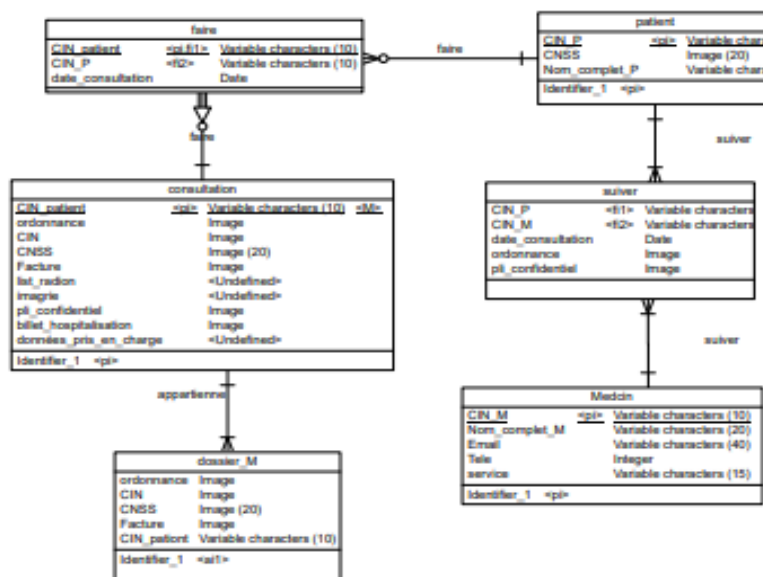 faire
CIN_patient <pi,fi1> Variable characters (10)
CIN_P <fi2> Variable characters (10)
date_consultation Date
faire
patient
CIN_P <pi> Variable char
CNSS Image (20)
Nom_complet_P Variable char
Identifier_1 <pi>
faire
suiver
consultation
CIN_patient <pi> Variable characters (10) <M>
ordonnance Image
CIN Image
CNSS Image (20)
Facture Image
list_radion <Undefined>
imagrie <Undefined>
pli_confidentiel Image
billet_hospitalisation Image
données_pris_en_charge <Undefined>
Identifier_1 <pi>
suiver
CIN_P <fi1> Variable characters
CIN_M <fi2> Variable characters
date_consultation Date
ordonnance Image
pli_confidentiel Image
suiver
appartienne
Medcin
CIN_M <pi> Variable characters (10)
Nom_complet_M Variable characters (20)
Email Variable characters (40)
Tele Integer
service Variable characters (15)
Identifier_1 <pi>
dossier_M
ordonnance Image
CIN Image
CNSS Image (20)
Facture Image
CIN_pationt Variable characters (10)
Identifier_1 <ai1>